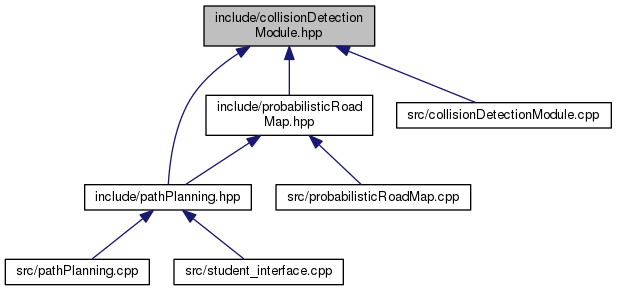 include/collisionDetection
Module.hpp
include/probabilisticRoad
Map.hpp
src/collisionDetectionModule.cpp
include/pathPlanning.hpp
src/probabilisticRoadMap.cpp
src/pathPlanning.cpp
src/student_interface.cpp